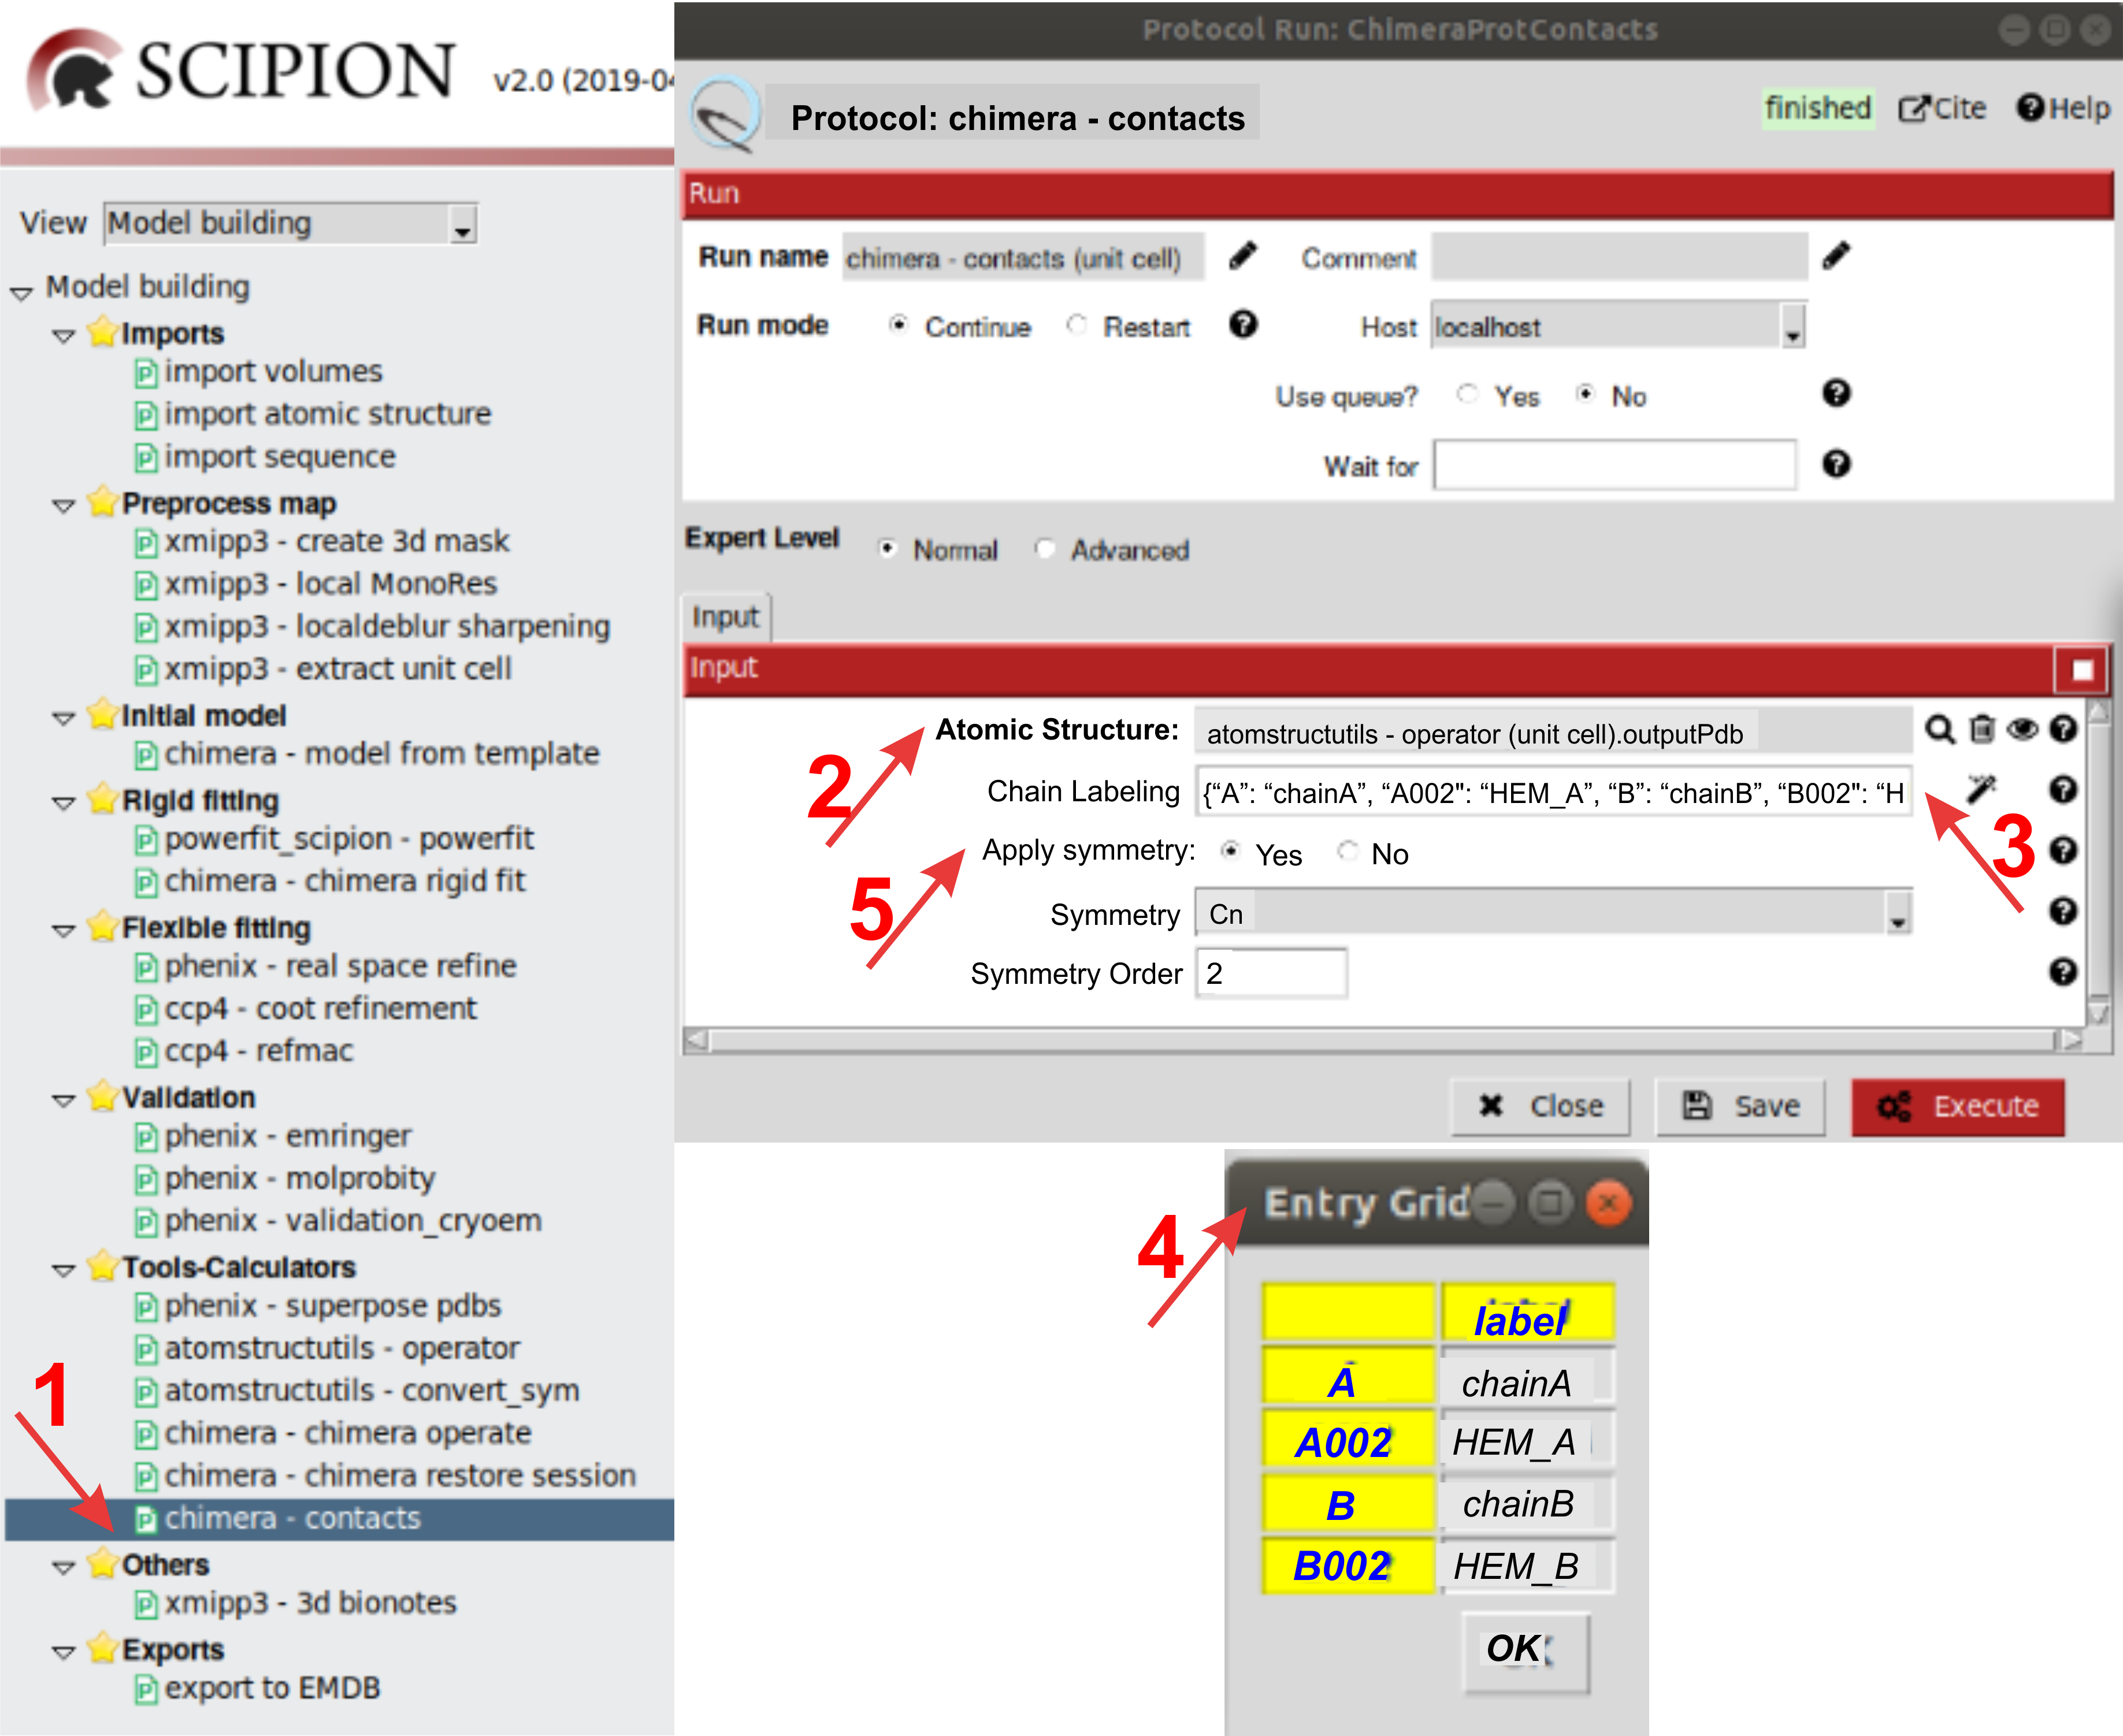 SCIPION v2.0 (2019-04
View Model building
Model building
Imports
import volumes
import atomic structure
import sequence
Preprocess map
xmipp3 - create 3d mask
xmipp3 - local MonoRes
xmipp3 - localdeblur sharpening
xmipp3 - extract unit cell
Initial model
chimera - model from template
Rigid fitting
powerfit_scipion - powerfit
chimera - chimera rigid fit
Flexible fitting
phenix - real space refine
ccp4 - coot refinement
ccp4 - refmac
Validation
phenix - emringer
phenix - molprobity
phenix - validation_cryoem
Tools-Calculators
phenix - superpose pdbs
atomstructutils - operator
atomstructutils - convert_sym
chimera - chimera operate
chimera - chimera restore session
1
chimera - contacts
Others
xmipp3 - 3d bionotes
Exports
export to EMDB
Protocol Run: ChimeraProtContacts
Protocol: chimera - contacts
finished Cite Help
Run
Run name chimera - contacts (unit cell) Comment
Run mode Continue Restart Host localhost
Use queue? Yes No
Wait for
Expert Level Normal Advanced
Input
Input
2 Atomic Structure: atomstructutils - operator (unit cell).outputPdb
Chain Labeling {“A”: “chainA”, “A002": “HEM_A”, “B”: “chainB”, “B002": “H
3
Apply symmetry: Yes No
5
Symmetry Cn
Symmetry Order 2
Close Save Execute
4
Entry Grid
label
A chainA
A002 HEM_A
B chainB
B002 HEM_B
OK